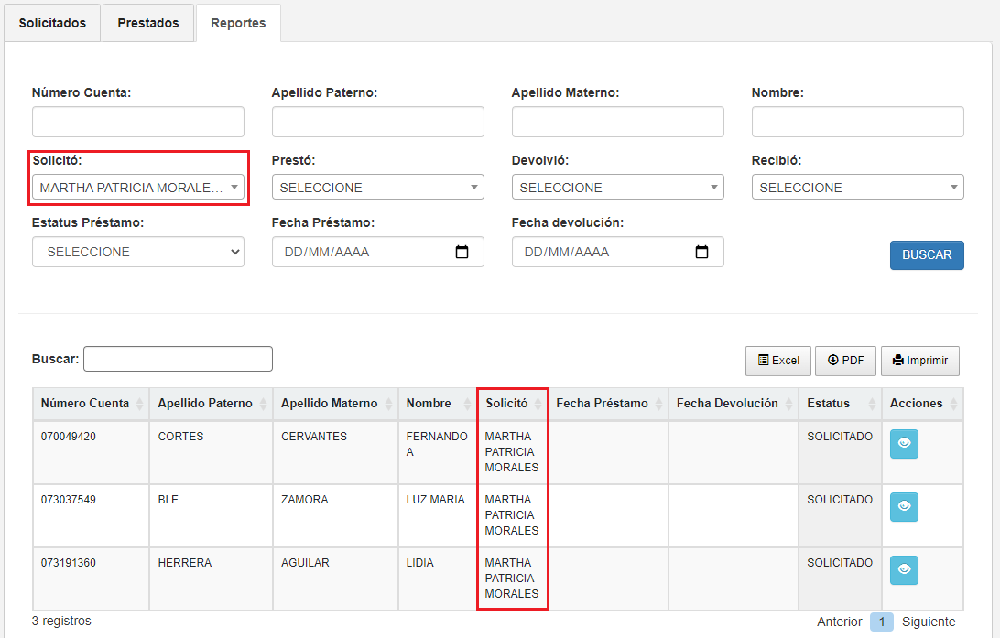 Solicitados Prestados Reportes
Número Cuenta: Apellido Paterno: Apellido Materno: Nombre:
Solicitó: Prestó: Devolvió: Recibió:
MARTHA PATRICIA MORALE... SELECCIONE SELECCIONE SELECCIONE
Estatus Préstamo: Fecha Préstamo: Fecha devolución:
SELECCIONE DD/MM/AAAA DD/MM/AAAA BUSCAR
Buscar: Excel PDF Imprimir
Número Cuenta Apellido Paterno Apellido Materno Nombre Solicitó Fecha Préstamo Fecha Devolución Estatus Acciones
070049420 CORTES CERVANTES FERNANDO MARTHA SOLICITADO
A PATRICIA
MORALES
073037549 BLE ZAMORA LUZ MARIA MARTHA SOLICITADO
PATRICIA
MORALES
073191360 HERRERA AGUILAR LIDIA MARTHA SOLICITADO
PATRICIA
MORALES
3 registros Anterior 1 Siguiente